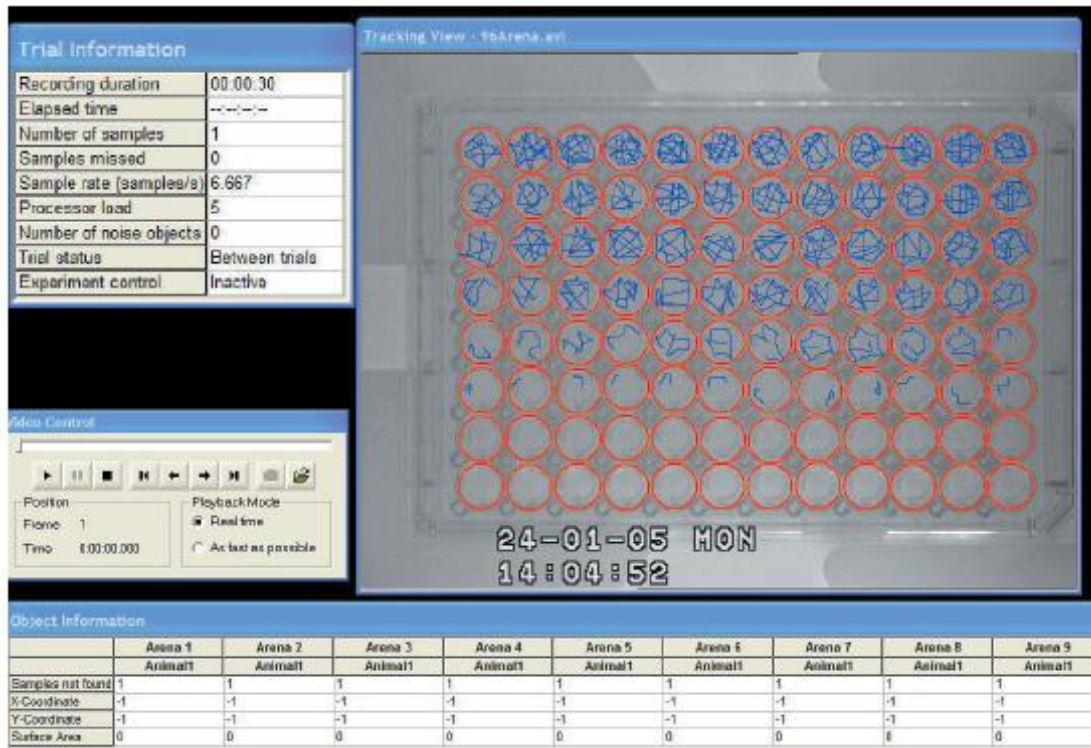 Trial Information
Recording duration 00:00:30
Elapsed time --:--:--:--
Number of samples 1
Samples missed 0
Sample rate (samples/s) 6.667
Processor load 5
Number of noise objects 0
Trial status Between trials
Experiment control Inactive
Tracking View - 96Arena.avi
24-01-05 MON
14:04:52
Video Control
Position
Frame 1
Time 0:00:00.000
Playback Mode
Real time
As fast as possible
Object Information
Arena 1 Arena 2 Arena 3 Arena 4 Arena 5 Arena 6 Arena 7 Arena 8 Arena 9
Animal1 Animal1 Animal1 Animal1 Animal1 Animal1 Animal1 Animal1 Animal1
Samples not found 1 1 1 1 1 1 1 1 1
X-Coordinate -1 -1 -1 -1 -1 -1 -1 -1 -1
Y-Coordinate -1 -1 -1 -1 -1 -1 -1 -1 -1
Surface Area 0 0 0 0 0 0 0 0 0